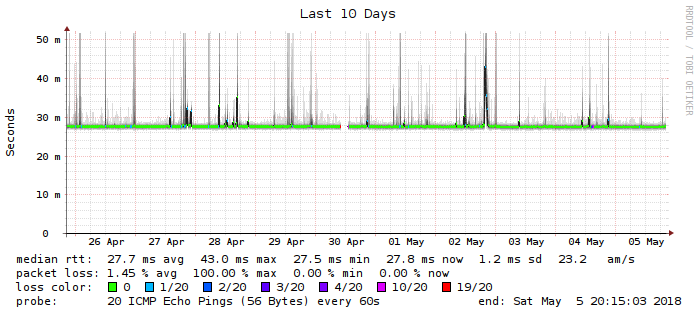 Last 10 Days
RRDTOOL / TOBI OETIKER
Seconds
50 m
40 m
30 m
20 m
10 m
0
26 Apr 27 Apr 28 Apr 29 Apr 30 Apr 01 May 02 May 03 May 04 May 05 May
median rtt: 27.7 ms avg 43.0 ms max 27.5 ms min 27.8 ms now 1.2 ms sd 23.2 am/s
packet loss: 1.45 % avg 100.00 % max 0.00 % min 0.00 % now
loss color: 0 1/20 2/20 3/20 4/20 10/20 19/20
probe: 20 ICMP Echo Pings (56 Bytes) every 60s end: Sat May 5 20:15:03 2018